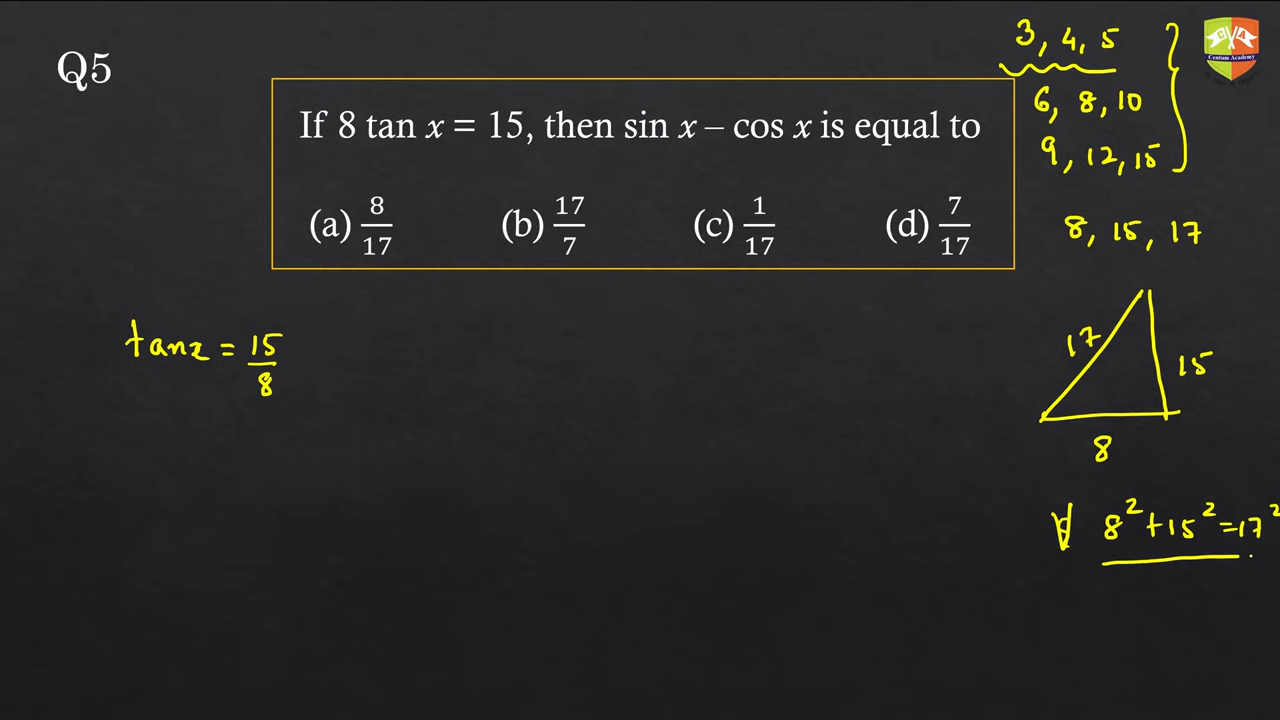 Q5
If 8 tan x = 15, then sin x – cos x is equal to
(a) 8/17 (b) 17/7 (c) 1/17 (d) 7/17
3, 4, 5
6, 8, 10
9, 12, 15
Centum Academy
8, 15, 17
tanx = 15/8
17
15
8
8² + 15² = 17²